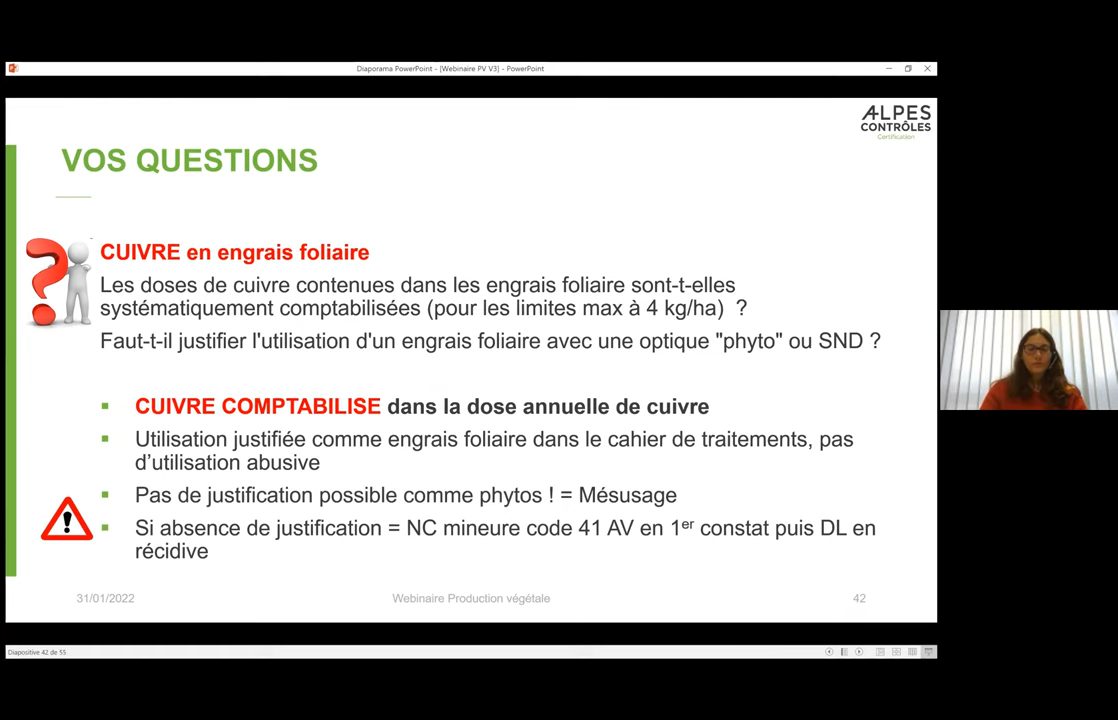 Diaporama PowerPoint - [Webinaire PV V3] - PowerPoint
ALPES
CONTRÔLES
Certification
VOS QUESTIONS
CUIVRE en engrais foliaire
Les doses de cuivre contenues dans les engrais foliaire sont-t-elles
systématiquement comptabilisées (pour les limites max à 4 kg/ha) ?
Faut-t-il justifier l'utilisation d'un engrais foliaire avec une optique "phyto" ou SND ?
▪ CUIVRE COMPTABILISE dans la dose annuelle de cuivre
▪ Utilisation justifiée comme engrais foliaire dans le cahier de traitements, pas
d’utilisation abusive
▪ Pas de justification possible comme phytos ! = Mésusage
▪ Si absence de justification = NC mineure code 41 AV en 1er constat puis DL en
récidive
31/01/2022 Webinaire Production végétale 42
Diapositive 42 de 55